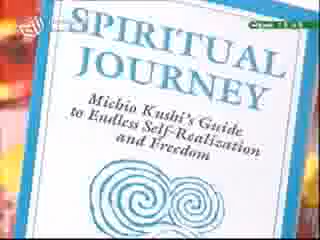 SPIRITUAL
JOURNEY
Michio Kushi's Guide
to Endless Self-Realization
and Freedom